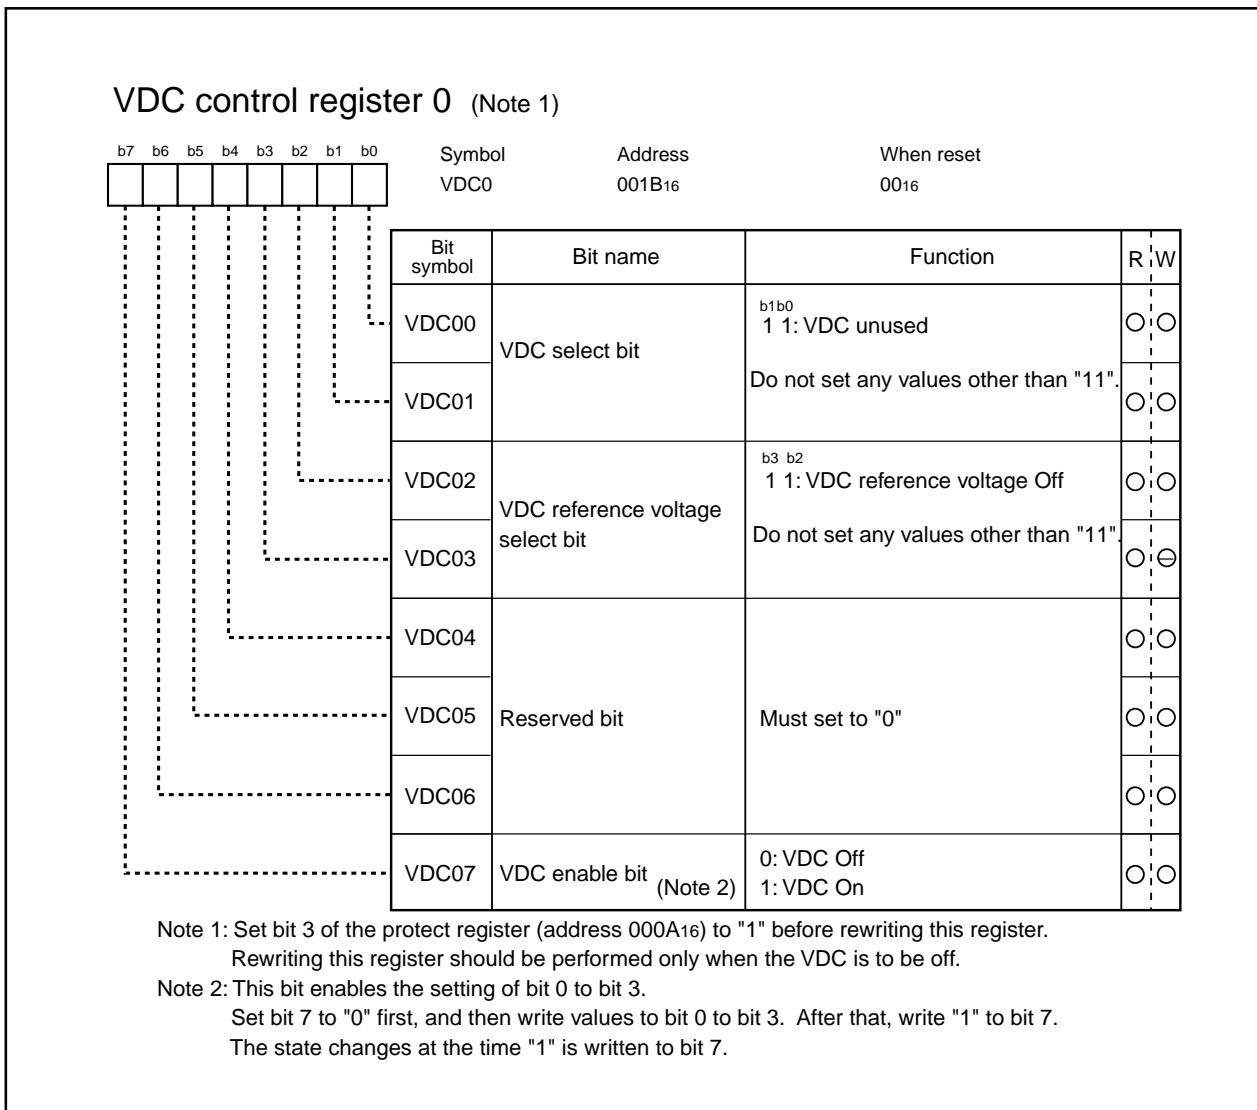 VDC control register 0 (Note 1)
b7 b6 b5 b4 b3 b2 b1 b0
Symbol Address When reset
VDC0 001B16 0016
Bit symbol Bit name Function R W
VDC00 VDC select bit
b1b0
1 1: VDC unused
Do not set any values other than "11".
VDC01
VDC02 VDC reference voltage
select bit
b3 b2
1 1: VDC reference voltage Off
Do not set any values other than "11".
VDC03
VDC04
VDC05 Reserved bit Must set to "0"
VDC06
VDC07 VDC enable bit (Note 2)
0: VDC Off
1: VDC On
Note 1: Set bit 3 of the protect register (address 000A16) to "1" before rewriting this register.
Rewriting this register should be performed only when the VDC is to be off.
Note 2: This bit enables the setting of bit 0 to bit 3.
Set bit 7 to "0" first, and then write values to bit 0 to bit 3. After that, write "1" to bit 7.
The state changes at the time "1" is written to bit 7.